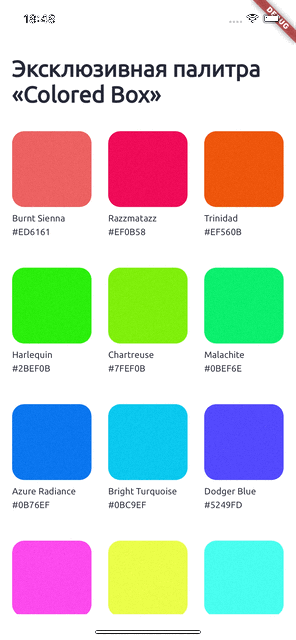 18:48
DEBUG
Эксклюзивная палитра
«Colored Box»
Burnt Sienna Razzmatazz Trinidad
#ED6161 #EF0B58 #EF560B
Harlequin Chartreuse Malachite
#2BEF0B #7FEF0B #0BEF6E
Azure Radiance Bright Turquoise Dodger Blue
#0B76EF #0BC9EF #5249FD